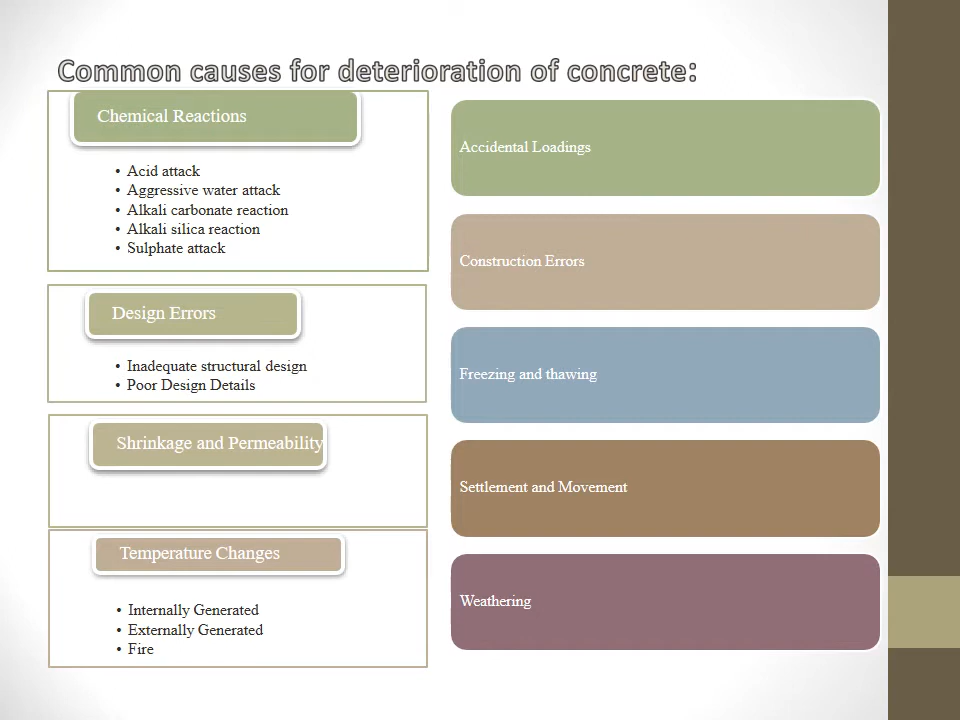 Common causes for deterioration of concrete:
Chemical Reactions
• Acid attack
• Aggressive water attack
• Alkali carbonate reaction
• Alkali silica reaction
• Sulphate attack
Design Errors
• Inadequate structural design
• Poor Design Details
Shrinkage and Permeability
Temperature Changes
• Internally Generated
• Externally Generated
• Fire
Accidental Loadings
Construction Errors
Freezing and thawing
Settlement and Movement
Weathering